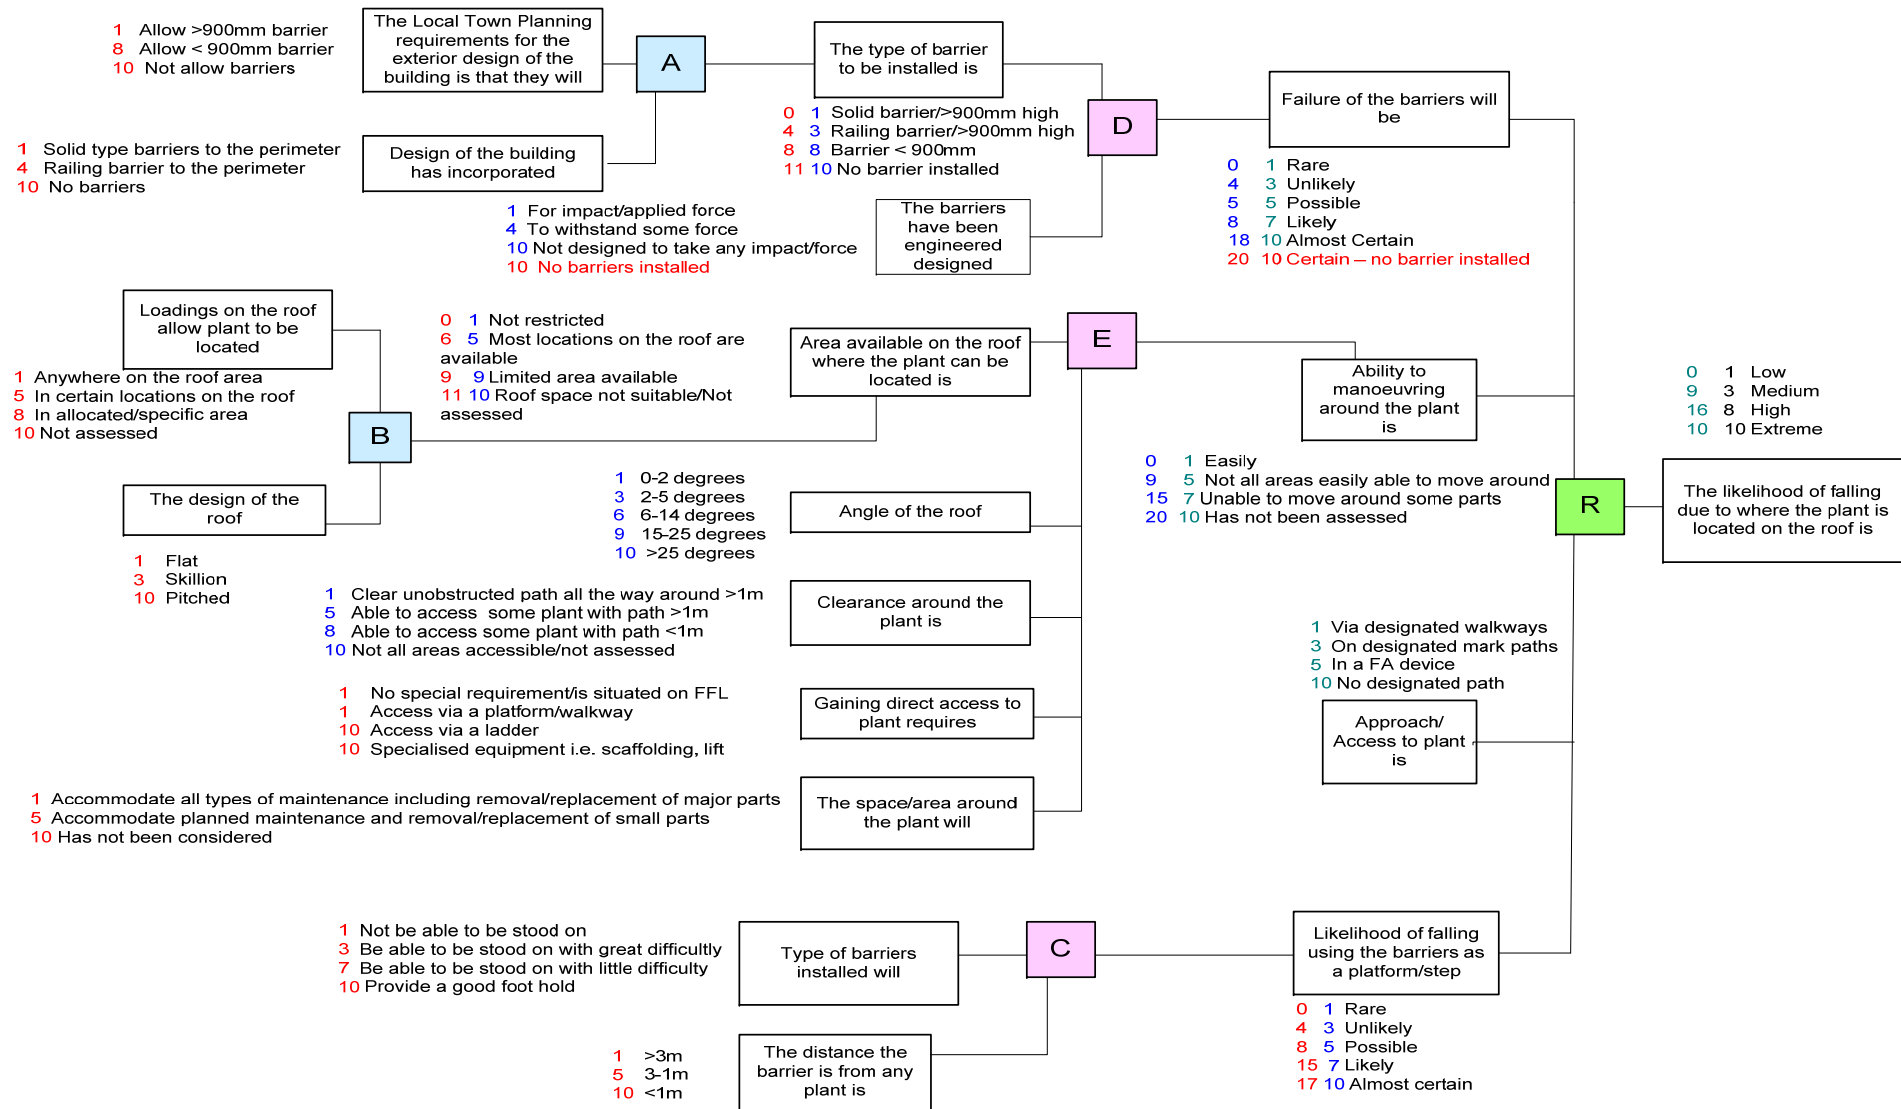 1 Allow >900mm barrier
8 Allow < 900mm barrier
10 Not allow barriers
The Local Town Planning
requirements for the
exterior design of the
building is that they will
A
1 Solid type barriers to the perimeter
4 Railing barrier to the perimeter
10 No barriers
Design of the building
has incorporated
The type of barrier
to be installed is
0 1 Solid barrier/>900mm high
4 3 Railing barrier/>900mm high
8 8 Barrier < 900mm
11 10 No barrier installed
D
1 For impact/applied force
4 To withstand some force
10 Not designed to take any impact/force
10 No barriers installed
The barriers
have been
engineered
designed
Failure of the barriers will
be
0 1 Rare
4 3 Unlikely
5 5 Possible
8 7 Likely
18 10 Almost Certain
20 10 Certain – no barrier installed
Loadings on the roof
allow plant to be
located
1 Anywhere on the roof area
5 In certain locations on the roof
8 In allocated/specific area
10 Not assessed
B
The design of the
roof
1 Flat
3 Skillion
10 Pitched
0 1 Not restricted
6 5 Most locations on the roof are
available
9 9 Limited area available
11 10 Roof space not suitable/Not
assessed
Area available on the roof
where the plant can be
located is
E
1 0-2 degrees
3 2-5 degrees
6 6-14 degrees
9 15-25 degrees
10 >25 degrees
Angle of the roof
1 Clear unobstructed path all the way around >1m
5 Able to access some plant with path >1m
8 Able to access some plant with path <1m
10 Not all areas accessible/not assessed
Clearance around the
plant is
1 No special requirement/is situated on FFL
1 Access via a platform/walkway
10 Access via a ladder
10 Specialised equipment i.e. scaffolding, lift
Gaining direct access to
plant requires
1 Accommodate all types of maintenance including removal/replacement of major parts
5 Accommodate planned maintenance and removal/replacement of small parts
10 Has not been considered
The space/area around
the plant will
Ability to
manoeuvring
around the plant
is
0 1 Easily
9 5 Not all areas easily able to move around
15 7 Unable to move around some parts
20 10 Has not been assessed
R
0 1 Low
9 3 Medium
16 8 High
10 10 Extreme
The likelihood of falling
due to where the plant is
located on the roof is
1 Via designated walkways
3 On designated mark paths
5 In a FA device
10 No designated path
Approach/
Access to plant
is
1 Not be able to be stood on
3 Be able to be stood on with great difficultly
7 Be able to be stood on with little difficulty
10 Provide a good foot hold
Type of barriers
installed will
C
1 >3m
5 3-1m
10 <1m
The distance the
barrier is from any
plant is
Likelihood of falling
using the barriers as
a platform/step
0 1 Rare
4 3 Unlikely
8 5 Possible
15 7 Likely
17 10 Almost certain